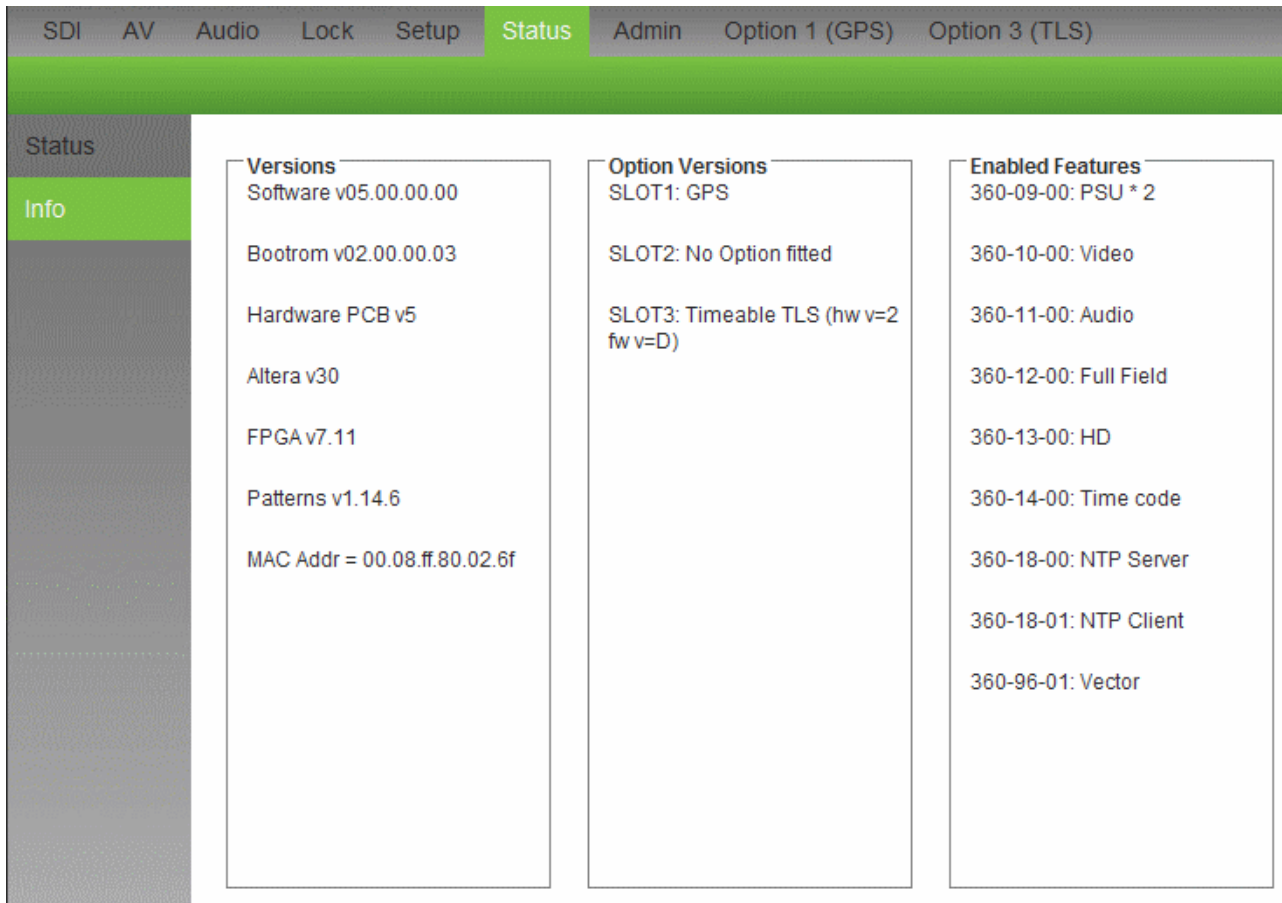 SDI AV Audio Lock Setup Status Admin Option 1 (GPS) Option 3 (TLS)
Status
Info
Versions
Software v05.00.00.00
Bootrom v02.00.00.03
Hardware PCB v5
Altera v30
FPGA v7.11
Patterns v1.14.6
MAC Addr = 00.08.ff.80.02.6f
Option Versions
SLOT1: GPS
SLOT2: No Option fitted
SLOT3: Timeable TLS (hw v=2
fw v=D)
Enabled Features
360-09-00: PSU * 2
360-10-00: Video
360-11-00: Audio
360-12-00: Full Field
360-13-00: HD
360-14-00: Time code
360-18-00: NTP Server
360-18-01: NTP Client
360-96-01: Vector